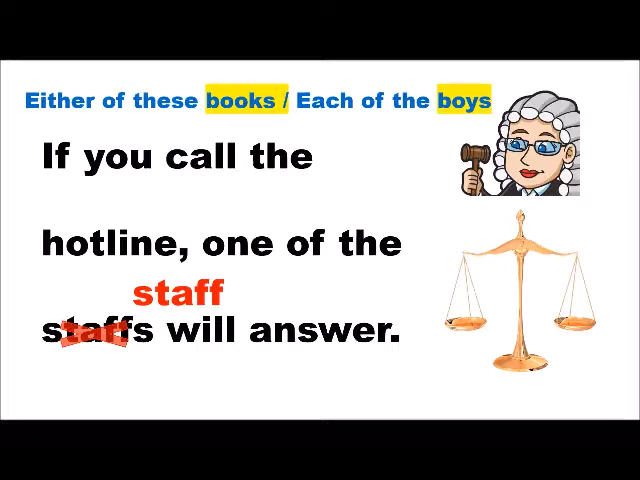 Either of these books / Each of the boys
If you call the
hotline, one of the
staff
staffs will answer.